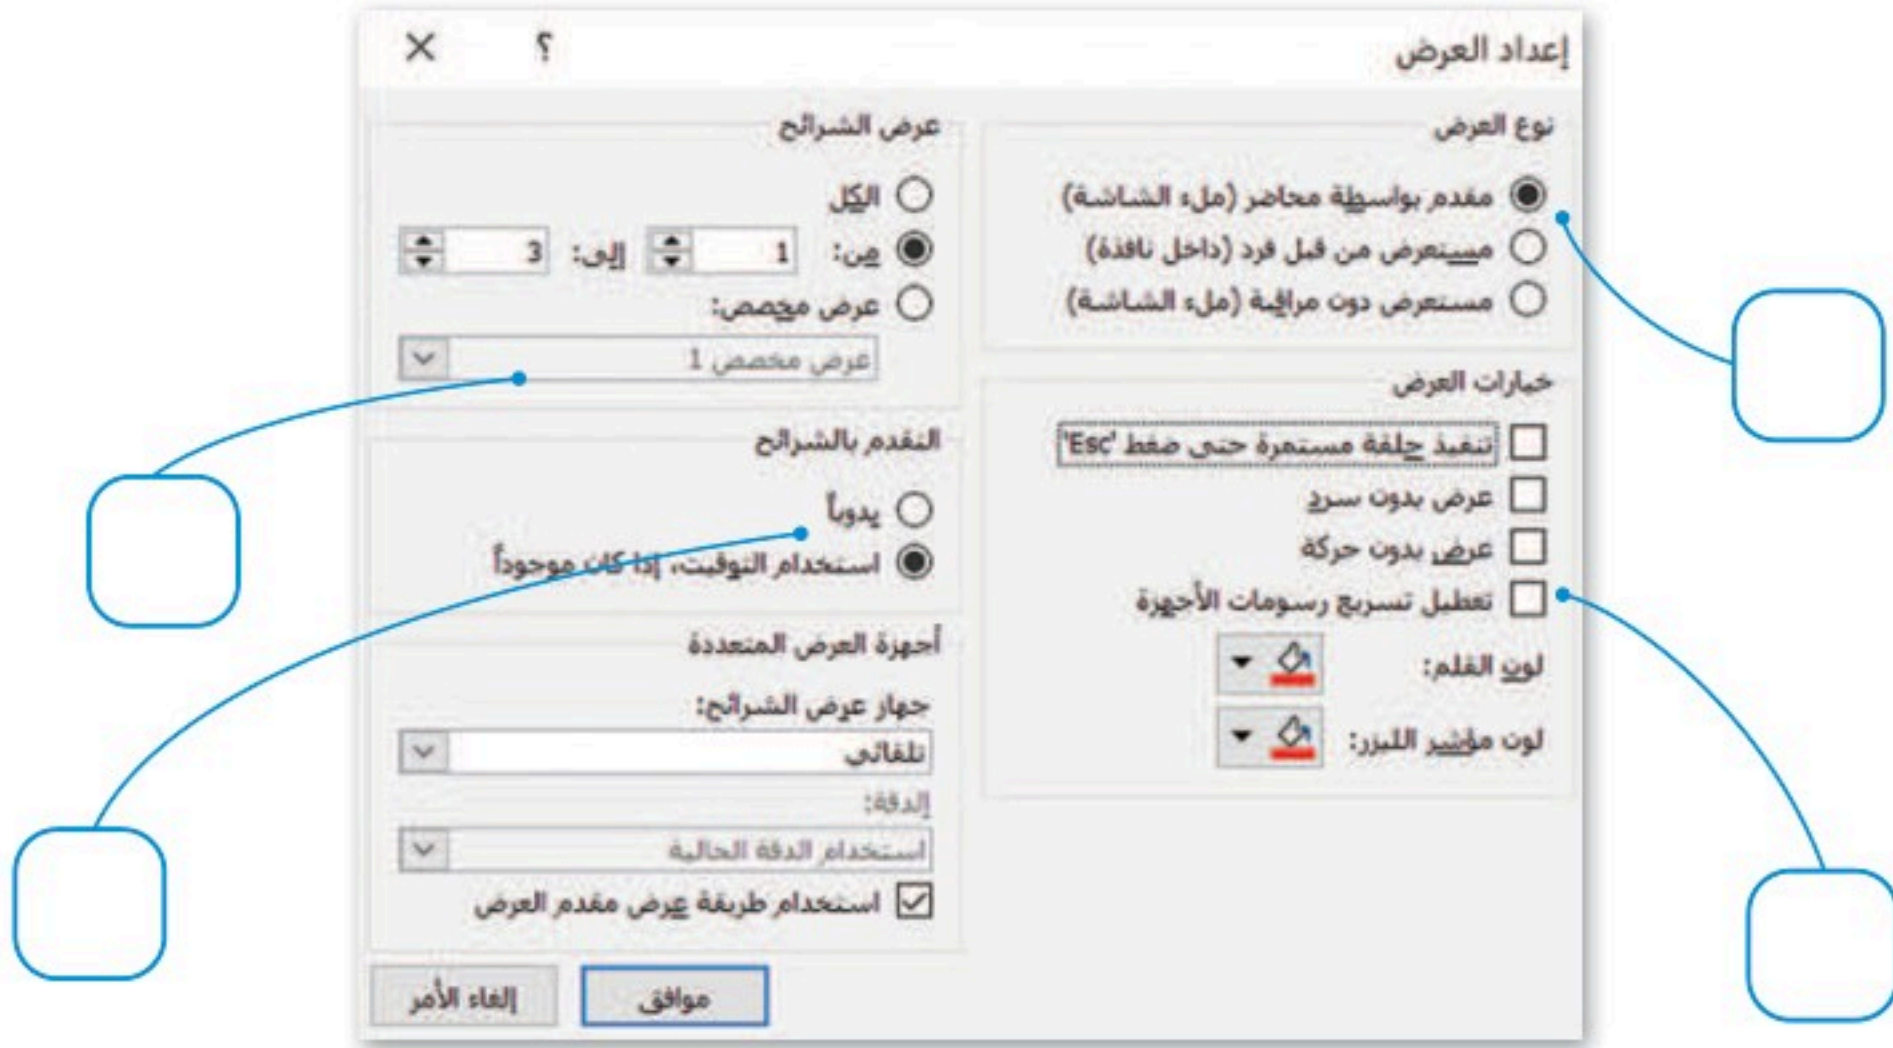 إعداد العرض
؟
نوع العرض
مقدم بواسطة محاضر (ملء الشاشة)
مستعرض من قبل فرد (داخل نافذة)
مستعرض دون مراقبة (ملء الشاشة)
خيارات العرض
تنفيذ حلقة مستمرة حتى ضغط 'Esc'
عرض بدون سرد
عرض بدون حركة
تعطيل تسريع رسومات الأجهزة
لون القلم:
لون مؤشر الليزر:
عرض الشرائح
الكل
من: 1 إلى: 3
عرض مخصص:
عرض مخصص 1
التقدم بالشرائح
يدوياً
استخدام التوقيت، إذا كان موجوداً
أجهزة العرض المتعددة
جهاز عرض الشرائح:
تلقائي
الدقة:
استخدام الدقة الحالية
استخدام طريقة عرض مقدم العرض
موافق
إلغاء الأمر